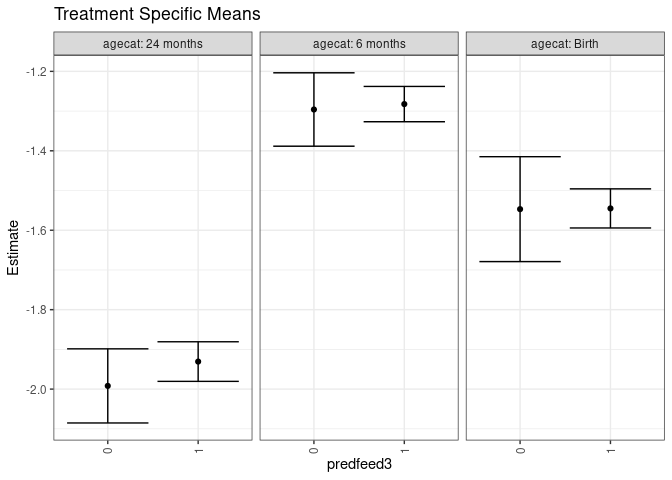 Treatment Specific Means
agecat: 24 months
agecat: 6 months
agecat: Birth
Estimate
-1.2
-1.4
-1.6
-1.8
-2.0
0
1
0
1
0
1
predfeed3